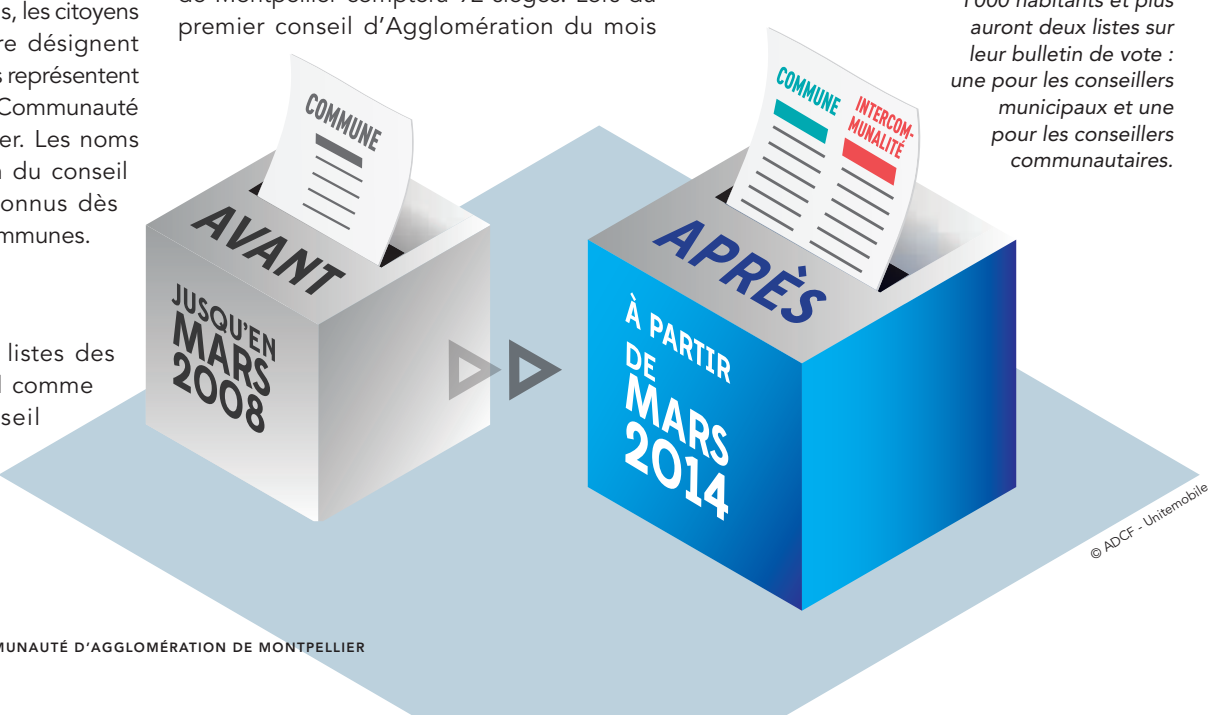 s, les citoyens
re désignent
s représentent
Communauté
er. Les noms
du conseil
onnus dès
mmunes.
listes des
comme
seil
de Montpellier comptera 72 sièges. Lors du
premier conseil d'Agglomération du mois
1 000 habitants et plus
auront deux listes sur
leur bulletin de vote :
une pour les conseillers
municipaux et une
pour les conseillers
communautaires.
COMMUNE
AVANT
JUSQU'EN
MARS
2008
COMMUNE
INTERCOM-
MUNALITÉ
APRÈS
À PARTIR
DE
MARS
2014
© ADCF - Unitemobile
MUNAUTÉ D'AGGLOMÉRATION DE MONTPELLIER